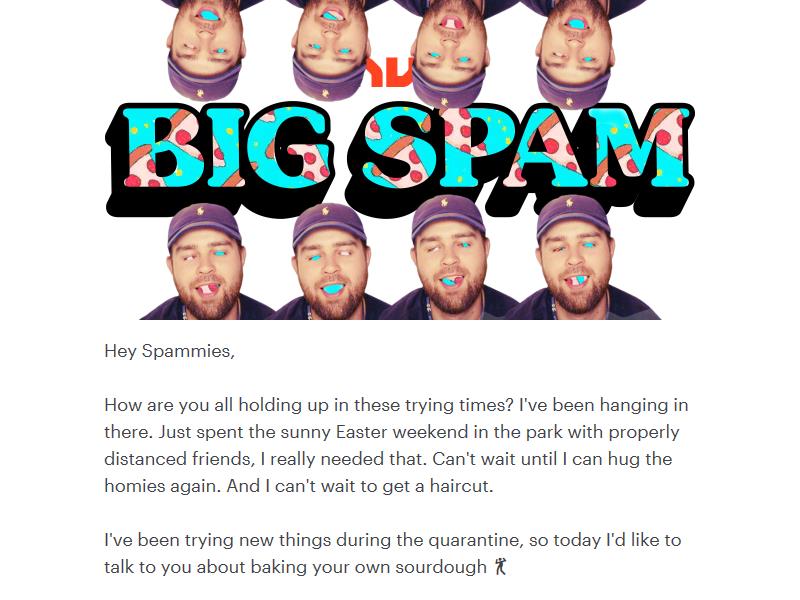 BIG SPAM
Hey Spammies,
How are you all holding up in these trying times? I've been hanging in
there. Just spent the sunny Easter weekend in the park with properly
distanced friends, I really needed that. Can't wait until I can hug the
homies again. And I can't wait to get a haircut.
I've been trying new things during the quarantine, so today I'd like to
talk to you about baking your own sourdough